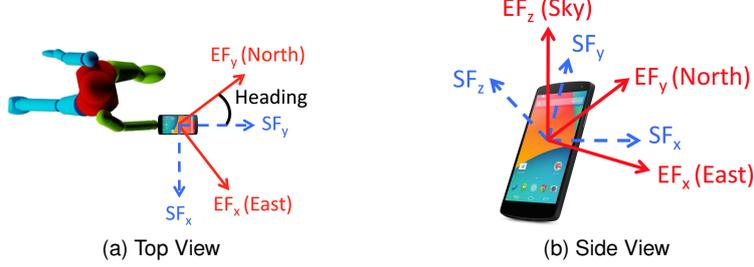 EF_y (North)
Heading
SF_y
EF_x (East)
SF_x
(a) Top View
EF_z (Sky)
SF_y
SF_z
EF_y (North)
SF_x
EF_x (East)
(b) Side View